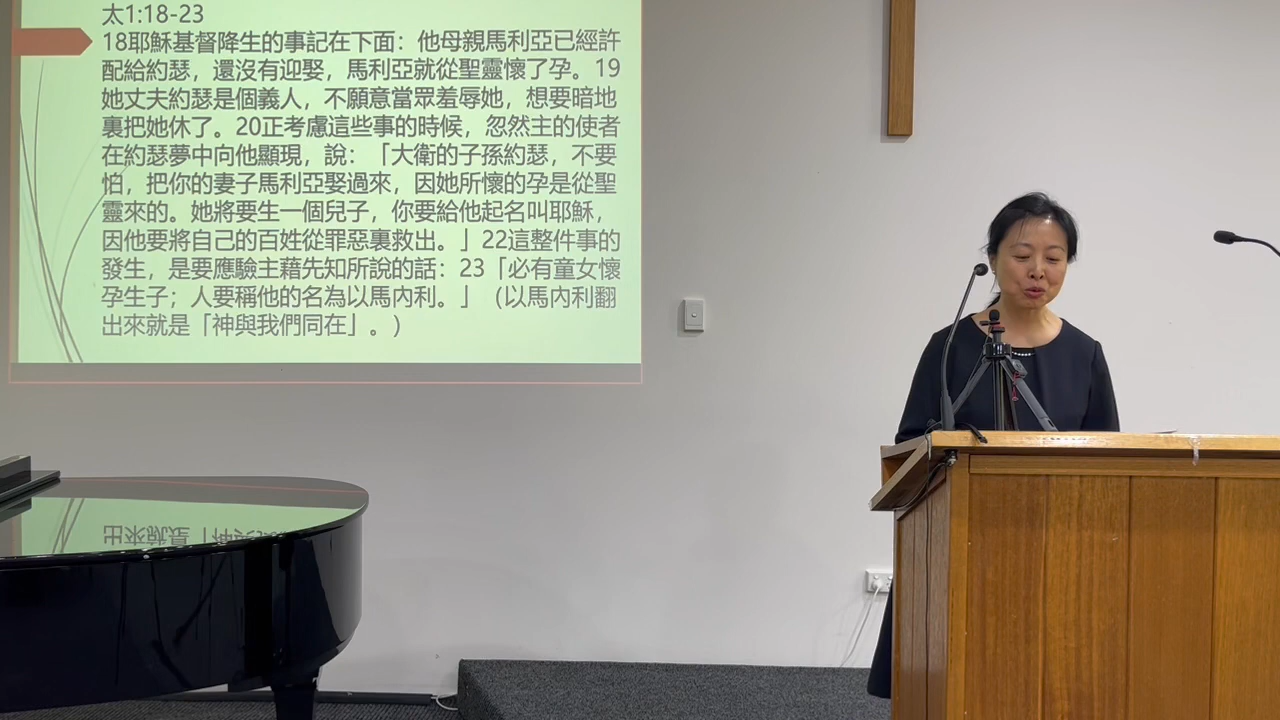 太1:18-23
18耶穌基督降生的事記在下面：他母親馬利亞已經許
配給約瑟，還沒有迎娶，馬利亞就從聖靈懷了孕。19
她丈夫約瑟是個義人，不願意當眾羞辱她，想要暗地
裏把她休了。20正考慮這些事的時候，忽然主的使者
在約瑟夢中向他顯現，說：「大衛的子孫約瑟，不要
怕，把你的妻子馬利亞娶過來，因她所懷的孕是從聖
靈來的。她將要生一個兒子，你要給他起名叫耶穌，
因他要將自己的百姓從罪惡裏救出。」22這整件事的
發生，是要應驗主藉先知所說的話：23「必有童女懷
孕生子；人要稱他的名為以馬內利。」（以馬內利翻
出來就是「神與我們同在」。）